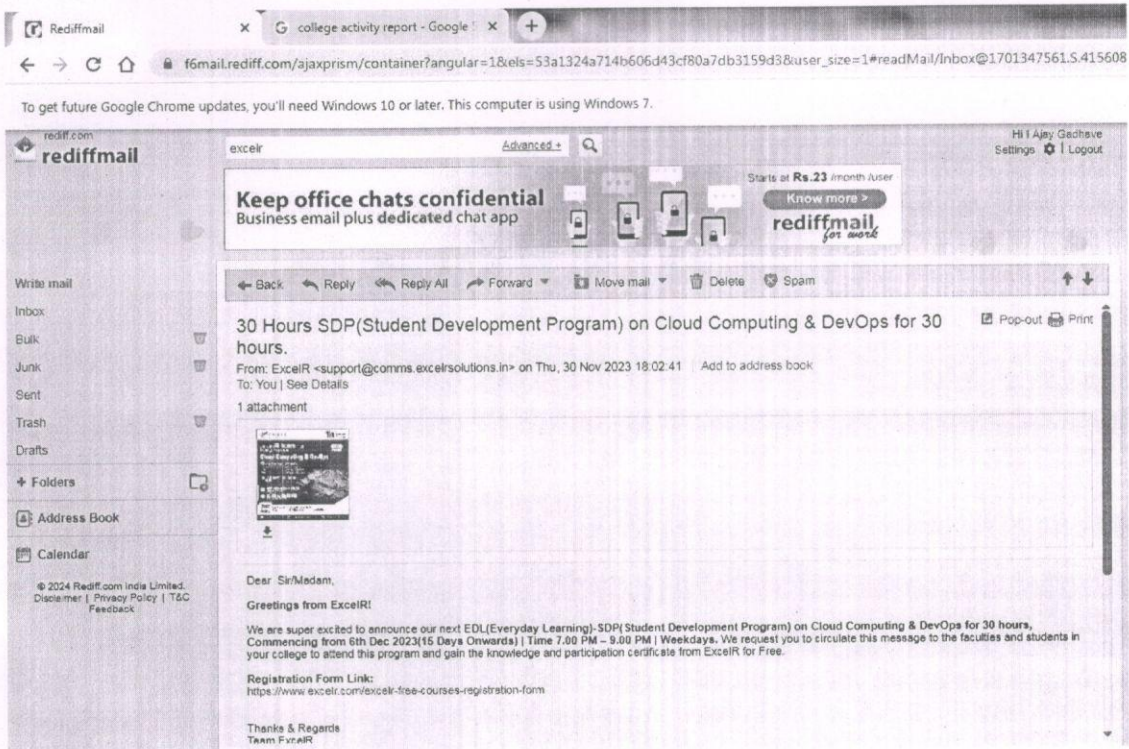 Rediffmail
college activity report - Google S
f6mail.rediff.com/ajaxprism/container?angular=1&els=53a1324a714b606d43cf80a7db3159d3&user_size=1#readMail/Inbox@1701347561.S.415608
To get future Google Chrome updates, you'll need Windows 10 or later. This computer is using Windows 7.
rediff.com
rediffmail
excelr
Advanced +
Hi ! Ajay Gadhave
Settings | Logout
Keep office chats confidential
Business email plus dedicated chat app
Starts at Rs.23 /month /user
Know more >
rediffmail
for work
Write mail
Inbox
Bulk
Junk
Sent
Trash
Drafts
+ Folders
Address Book
Calendar
© 2024 Rediff.com India Limited.
Disclaimer | Privacy Policy | T&C
Feedback
Back Reply Reply All Forward Move mail Delete Spam
30 Hours SDP(Student Development Program) on Cloud Computing & DevOps for 30
hours.
Pop-out Print
From: ExcelR <support@comms.excelrsolutions.in> on Thu, 30 Nov 2023 18:02:41 | Add to address book
To: You | See Details
1 attachment
Cloud Computing & DevOps
Dear Sir/Madam,
Greetings from ExcelR!
We are super excited to announce our next EDL(Everyday Learning)-SDP(Student Development Program) on Cloud Computing & DevOps for 30 hours,
Commencing from 6th Dec 2023(15 Days Onwards) | Time 7.00 PM – 9.00 PM | Weekdays. We request you to circulate this message to the faculties and students in
your college to attend this program and gain the knowledge and participation certificate from ExcelR for Free.
Registration Form Link:
https://www.excelr.com/excelr-free-courses-registration-form
Thanks & Regards
Team ExcelR